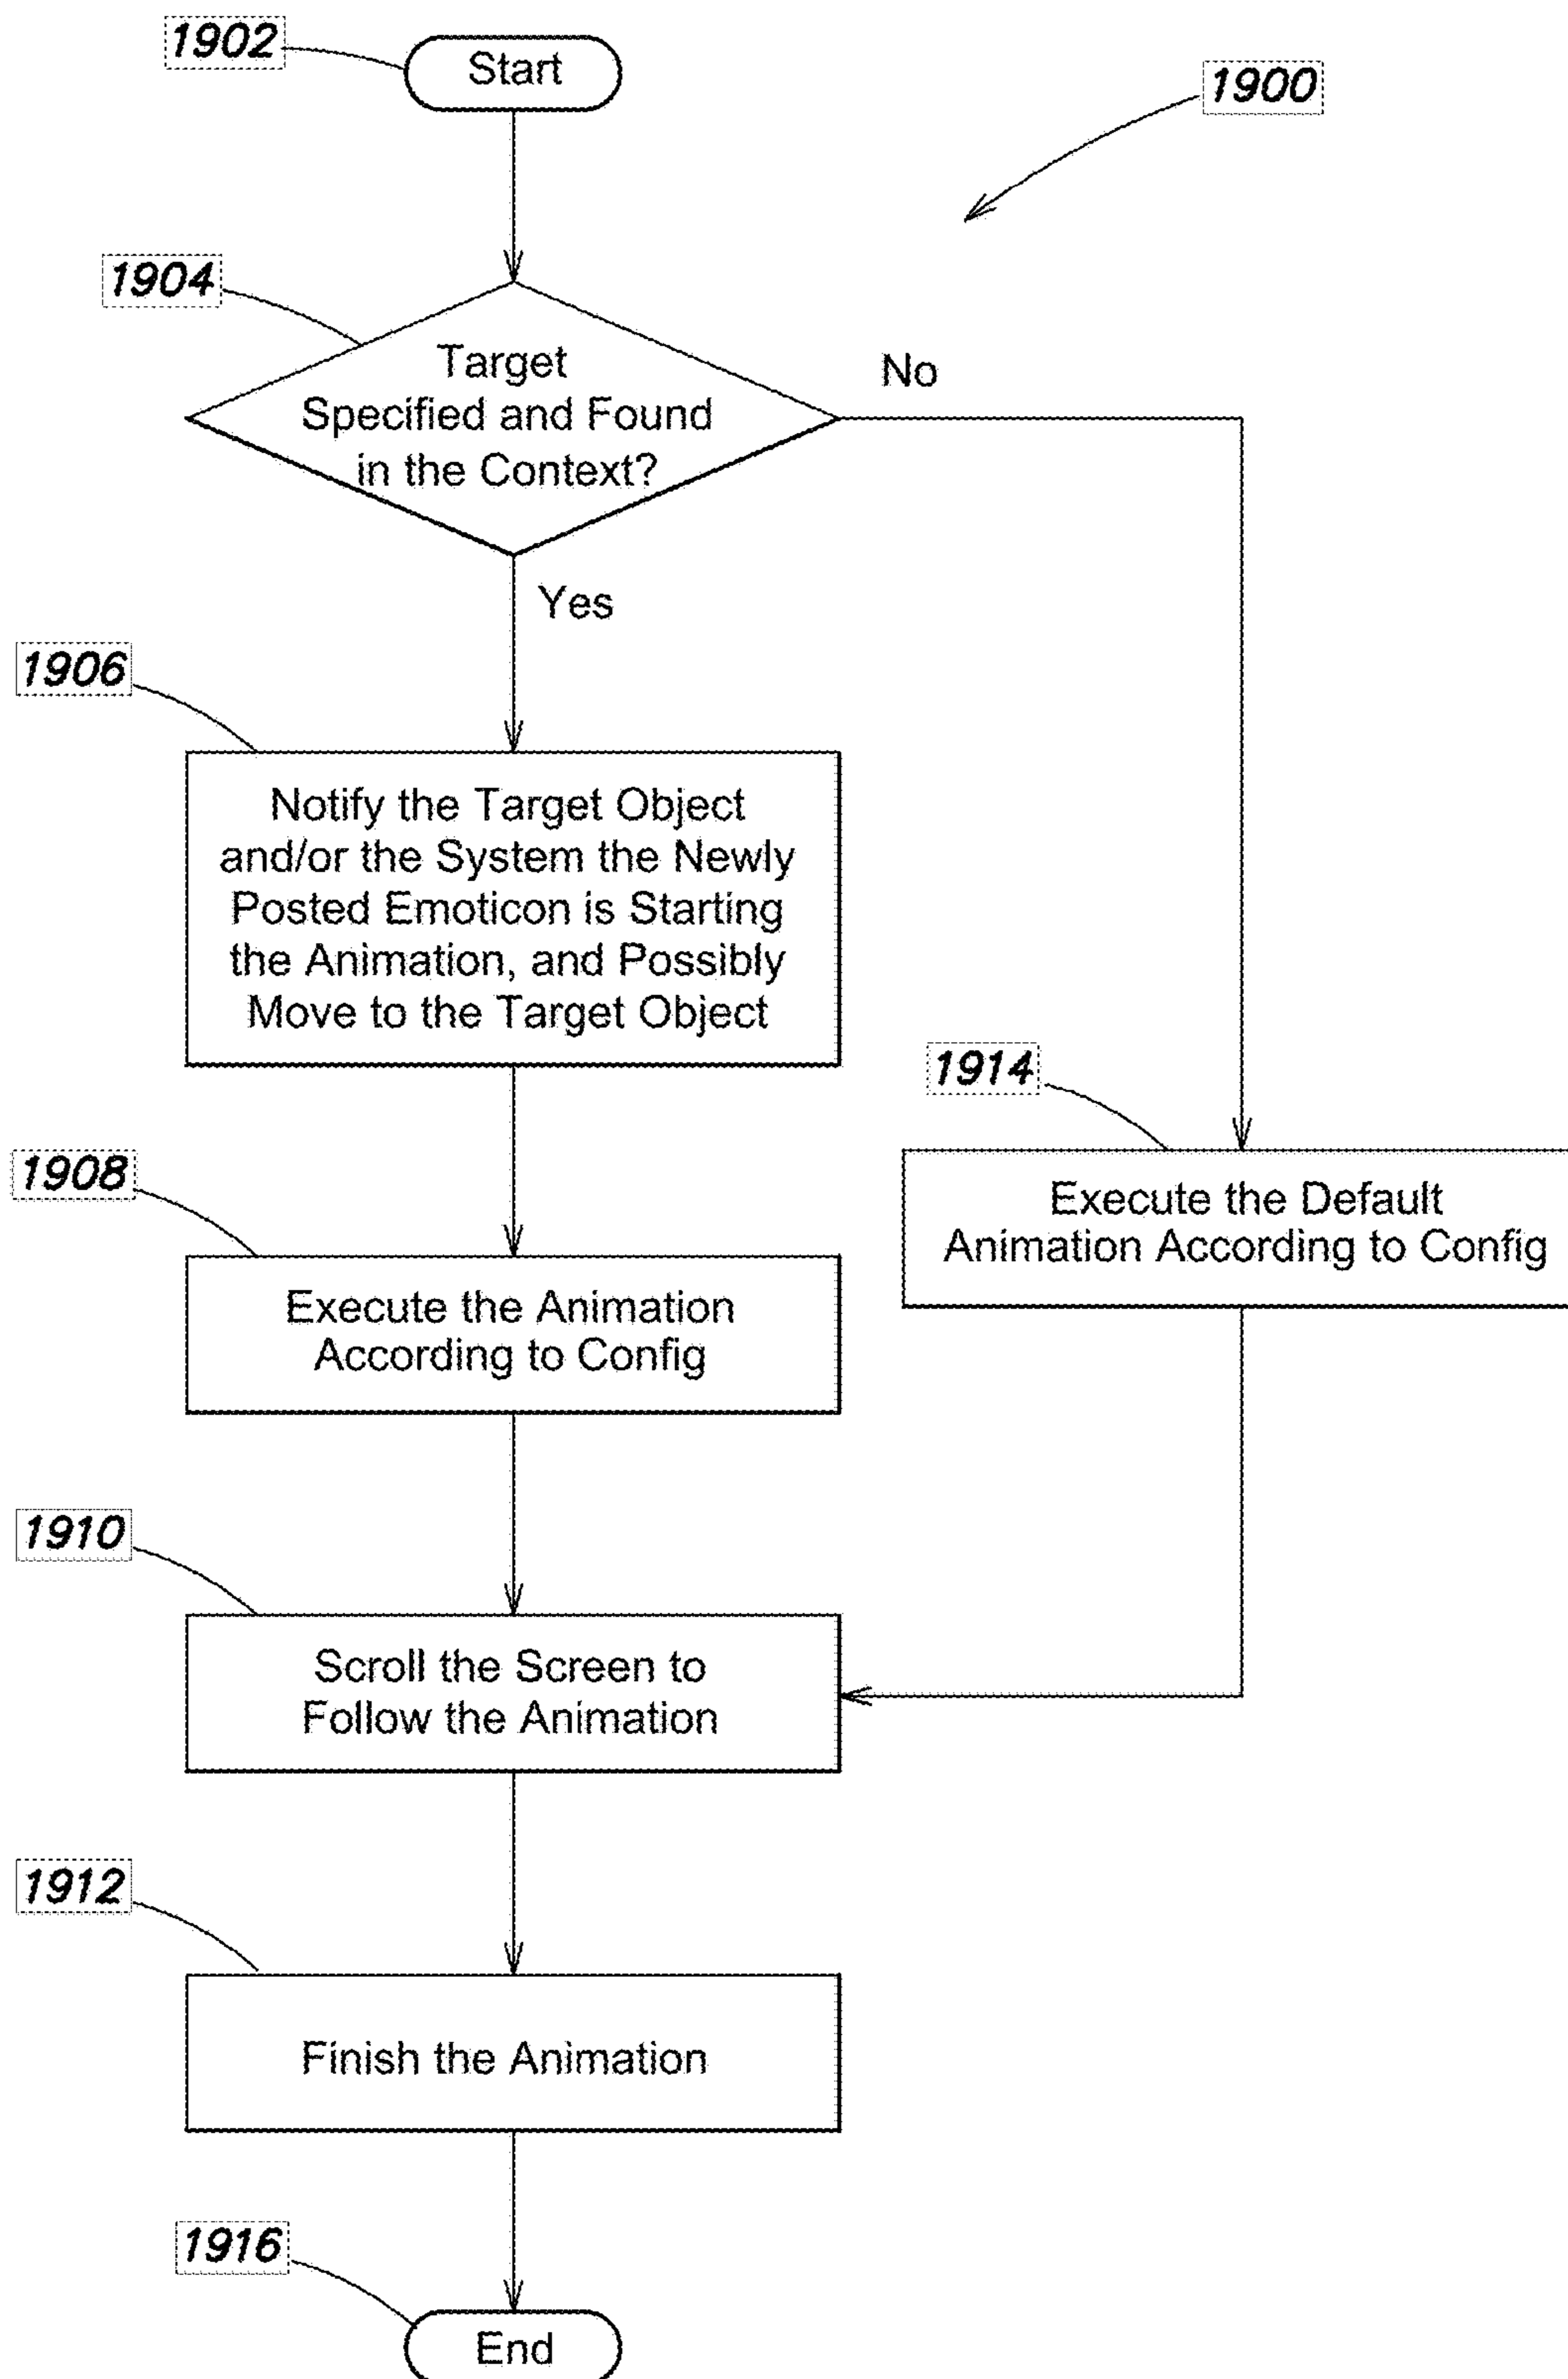 1902
Start
1900
1904
Target
Specified and Found
in the Context?
No
Yes
1906
Notify the Target Object
and/or the System the Newly
Posted Emoticon is Starting
the Animation, and Possibly
Move to the Target Object
1914
1908
Execute the Default
Animation According to Config
Execute the Animation
According to Config
1910
Scroll the Screen to
Follow the Animation
1912
Finish the Animation
1916
End